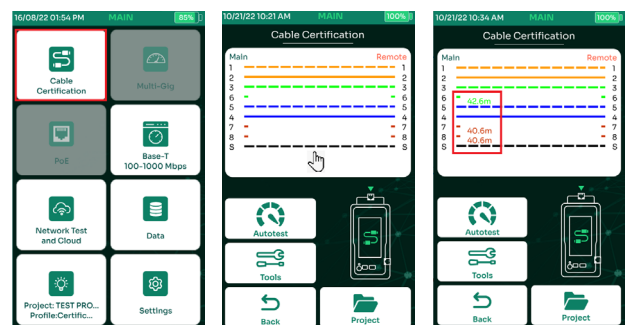 16/08/22 01:54 PM MAIN 85%
Cable
Certification
Multi-Gig
PoE
Base-T
100-1000 Mbps
Network Test
and Cloud
Data
Project: TEST PRO...
Profile:Certific...
Settings
10/21/22 10:21 AM MAIN 100%
Cable Certification
Main Remote
1 1
2 2
3 3
6 6
5 5
4 4
7 7
8 8
S S
Autotest
Tools
Back
Project
10/21/22 10:34 AM MAIN 100%
Cable Certification
Main Remote
1 1
2 2
3 3
6 42.6m 6
5 5
4 4
7 40.6m 7
8 40.6m 8
S S
Autotest
Tools
Back
Project